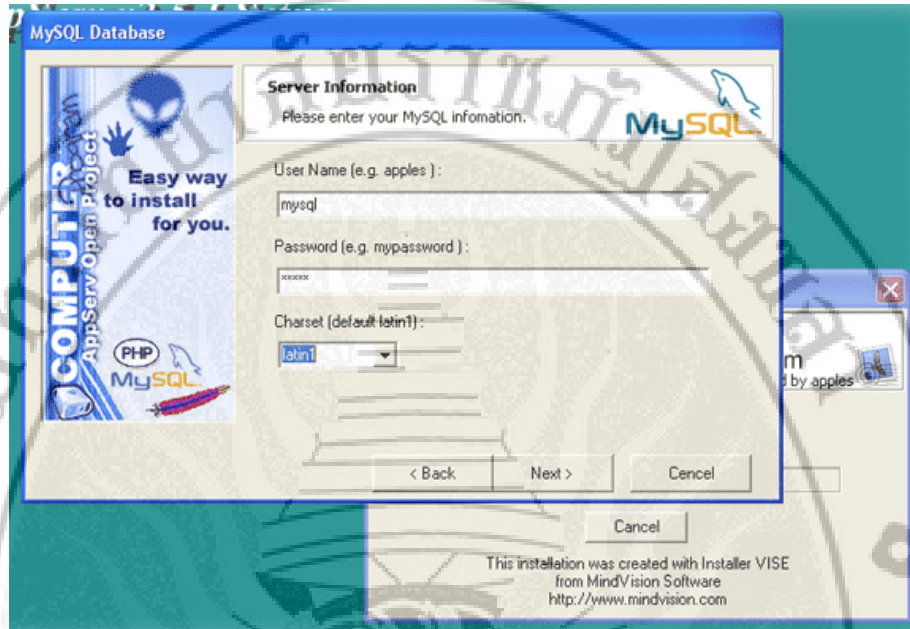 MySQL Database
Server Information
Please enter your MySQL infomation.
MySQL
User Name (e.g. apples ) :
mysql
Password (e.g. mypassword ) :
xxxxx
Charset (default latin1) :
latin1
< Back
Next >
Cencel
COMPUTER
Program
AppServ Open Project
Easy way
to install
for you.
PHP
MySQL
m
d by apples
Cancel
This installation was created with Installer VISE
from MindVision Software
http://www.mindvision.com